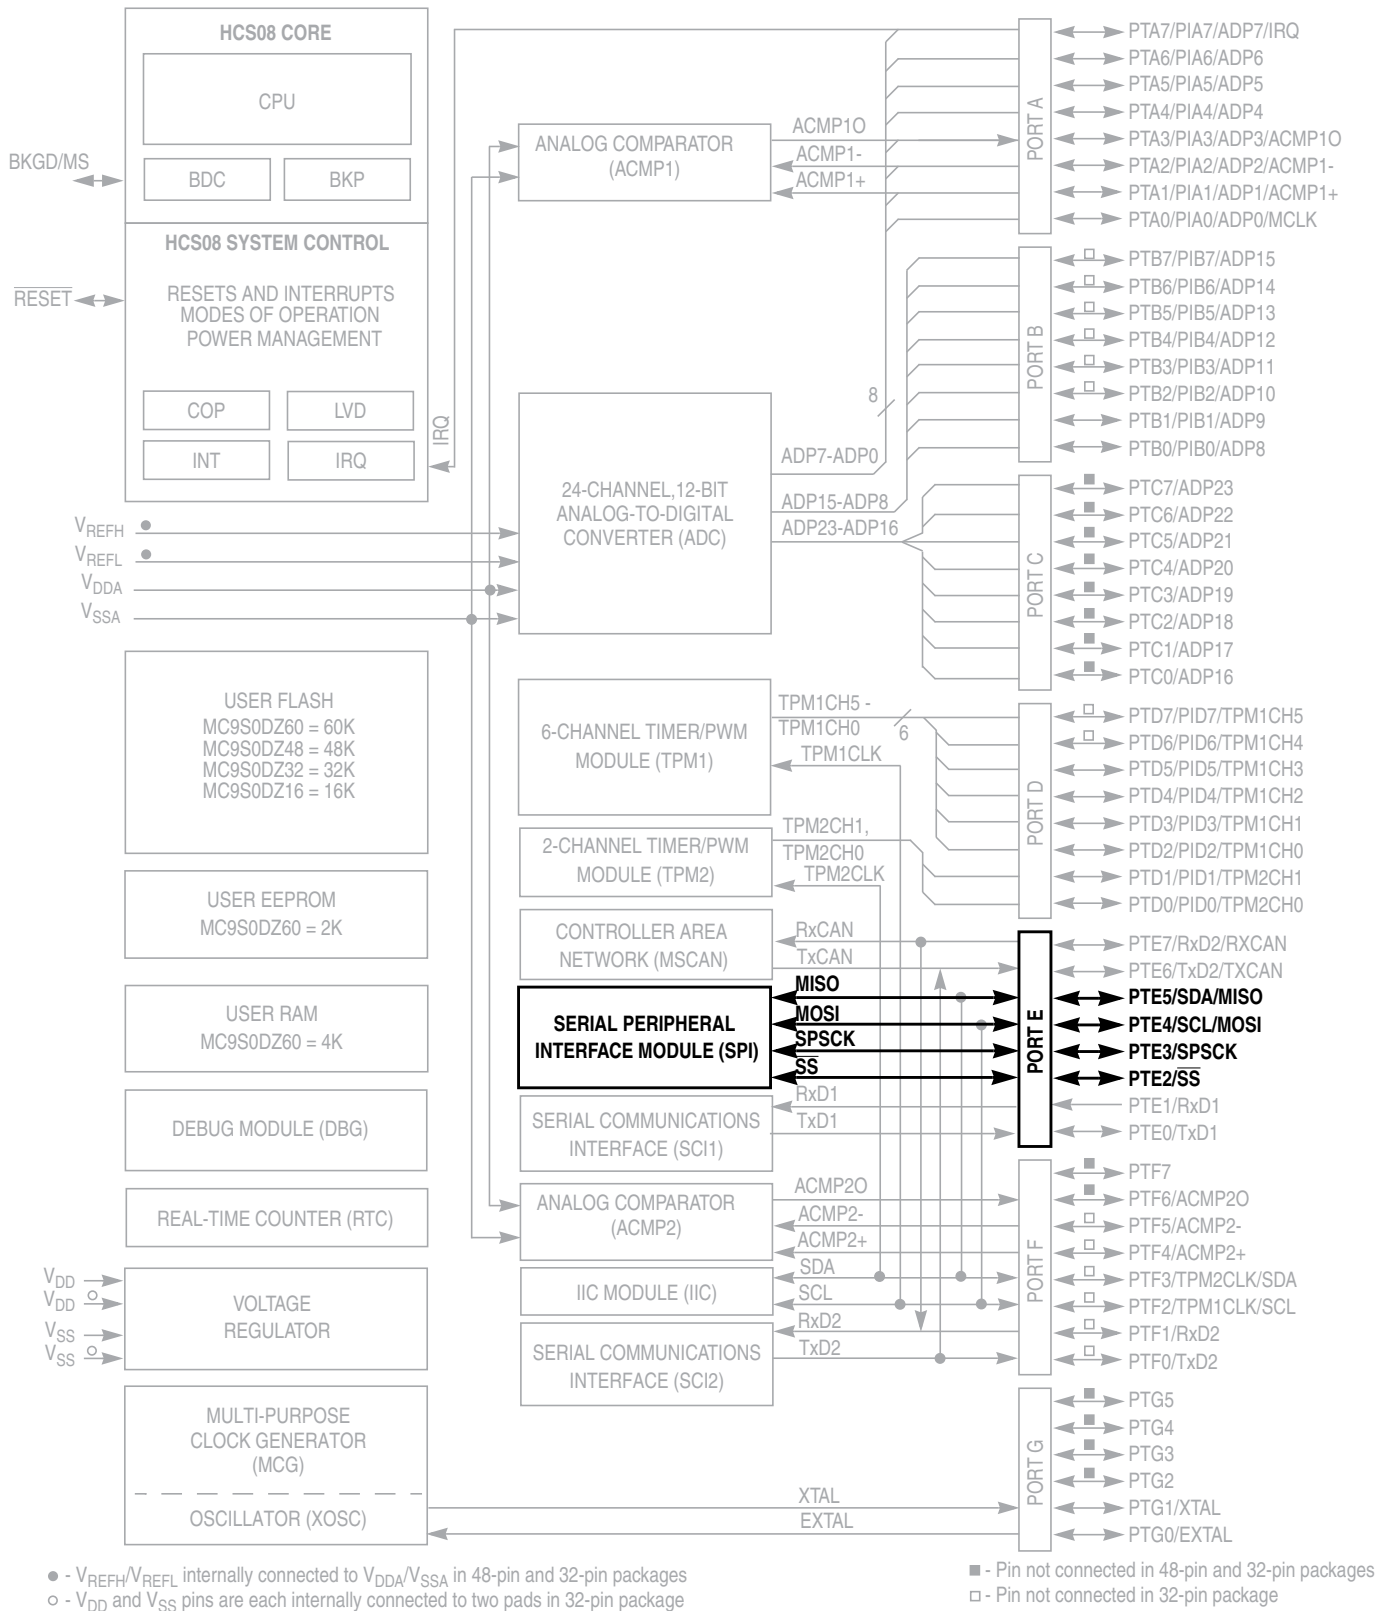 HCS08 CORE
CPU
BDC
BKP
BKGD/MS
HCS08 SYSTEM CONTROL
RESETS AND INTERRUPTS
MODES OF OPERATION
POWER MANAGEMENT
RESET
COP
LVD
INT
IRQ
IRQ
VREFH
VREFL
VDDA
VSSA
USER FLASH
MC9S0DZ60 = 60K
MC9S0DZ48 = 48K
MC9S0DZ32 = 32K
MC9S0DZ16 = 16K
USER EEPROM
MC9S0DZ60 = 2K
USER RAM
MC9S0DZ60 = 4K
DEBUG MODULE (DBG)
REAL-TIME COUNTER (RTC)
VDD
VDD
VSS
VSS
VOLTAGE
REGULATOR
MULTI-PURPOSE
CLOCK GENERATOR
(MCG)
OSCILLATOR (XOSC)
ANALOG COMPARATOR
(ACMP1)
ACMP1O
ACMP1-
ACMP1+
24-CHANNEL,12-BIT
ANALOG-TO-DIGITAL
CONVERTER (ADC)
8
ADP7-ADP0
ADP15-ADP8
ADP23-ADP16
6-CHANNEL TIMER/PWM
MODULE (TPM1)
TPM1CH5 -
TPM1CH0
6
TPM1CLK
2-CHANNEL TIMER/PWM
MODULE (TPM2)
TPM2CH1,
TPM2CH0
TPM2CLK
CONTROLLER AREA
NETWORK (MSCAN)
RxCAN
TxCAN
SERIAL PERIPHERAL
INTERFACE MODULE (SPI)
MISO
MOSI
SPSCK
SS
SERIAL COMMUNICATIONS
INTERFACE (SCI1)
RxD1
TxD1
ANALOG COMPARATOR
(ACMP2)
ACMP2O
ACMP2-
ACMP2+
IIC MODULE (IIC)
SDA
SCL
SERIAL COMMUNICATIONS
INTERFACE (SCI2)
RxD2
TxD2
XTAL
EXTAL
PORT A
PTA7/PIA7/ADP7/IRQ
PTA6/PIA6/ADP6
PTA5/PIA5/ADP5
PTA4/PIA4/ADP4
PTA3/PIA3/ADP3/ACMP1O
PTA2/PIA2/ADP2/ACMP1-
PTA1/PIA1/ADP1/ACMP1+
PTA0/PIA0/ADP0/MCLK
PORT B
PTB7/PIB7/ADP15
PTB6/PIB6/ADP14
PTB5/PIB5/ADP13
PTB4/PIB4/ADP12
PTB3/PIB3/ADP11
PTB2/PIB2/ADP10
PTB1/PIB1/ADP9
PTB0/PIB0/ADP8
PORT C
PTC7/ADP23
PTC6/ADP22
PTC5/ADP21
PTC4/ADP20
PTC3/ADP19
PTC2/ADP18
PTC1/ADP17
PTC0/ADP16
PORT D
PTD7/PID7/TPM1CH5
PTD6/PID6/TPM1CH4
PTD5/PID5/TPM1CH3
PTD4/PID4/TPM1CH2
PTD3/PID3/TPM1CH1
PTD2/PID2/TPM1CH0
PTD1/PID1/TPM2CH1
PTD0/PID0/TPM2CH0
PORT E
PTE7/RxD2/RXCAN
PTE6/TxD2/TXCAN
PTE5/SDA/MISO
PTE4/SCL/MOSI
PTE3/SPSCK
PTE2/SS
PTE1/RxD1
PTE0/TxD1
PORT F
PTF7
PTF6/ACMP2O
PTF5/ACMP2-
PTF4/ACMP2+
PTF3/TPM2CLK/SDA
PTF2/TPM1CLK/SCL
PTF1/RxD2
PTF0/TxD2
PORT G
PTG5
PTG4
PTG3
PTG2
PTG1/XTAL
PTG0/EXTAL
● - VREFH/VREFL internally connected to VDDA/VSSA in 48-pin and 32-pin packages
○ - VDD and VSS pins are each internally connected to two pads in 32-pin package
■ - Pin not connected in 48-pin and 32-pin packages
□ - Pin not connected in 32-pin package